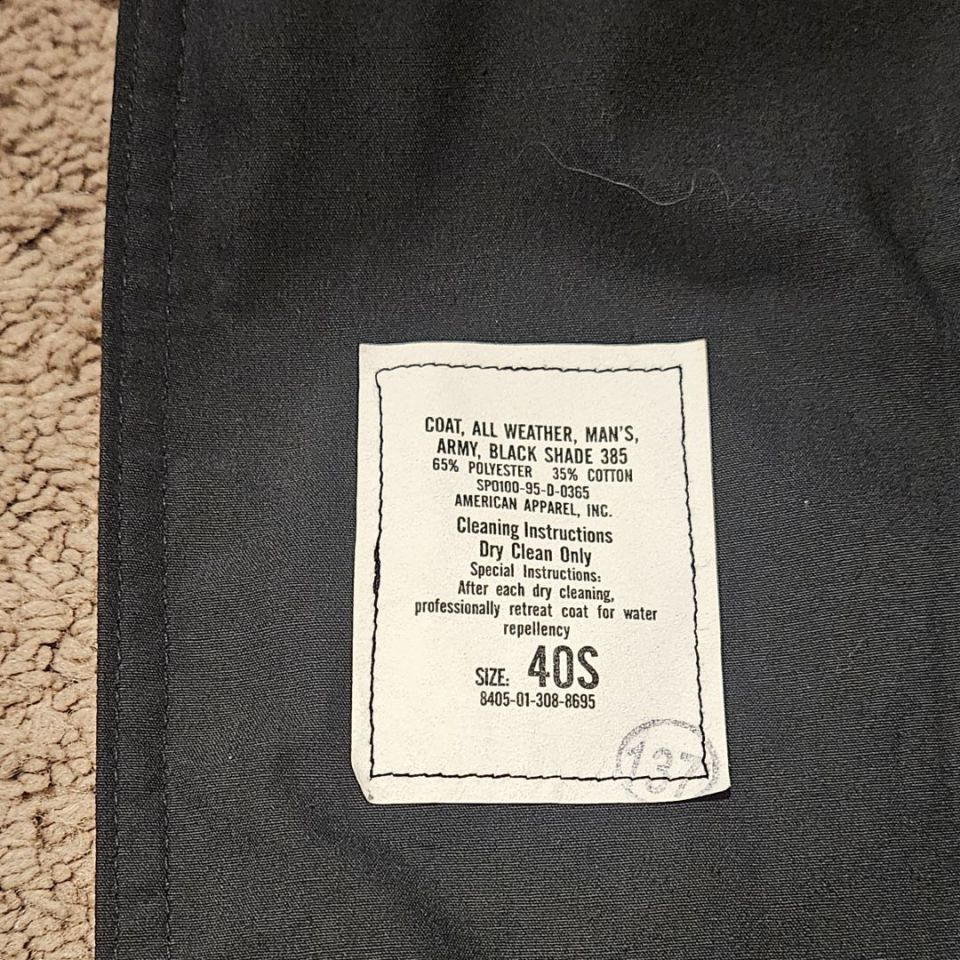 COAT, ALL WEATHER, MAN'S,
ARMY, BLACK SHADE 385
65% POLYESTER 35% COTTON
SPO100-95-D-0365
AMERICAN APPAREL, INC.
Cleaning Instructions
Dry Clean Only
Special Instructions:
After each dry cleaning,
professionally retreat coat for water
repellency
SIZE: 40S
8405-01-308-8695
137